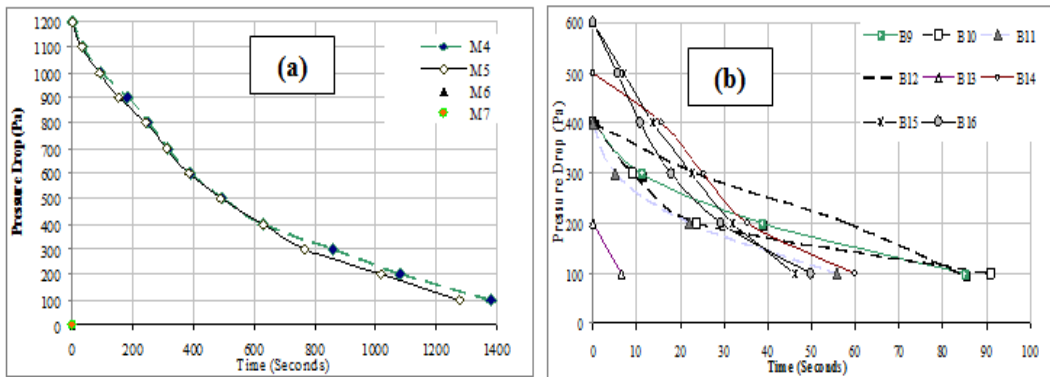 (a)
Pressure Drop (Pa)
1200
1100
1000
900
800
700
600
500
400
300
200
100
0
0 200 400 600 800 1000 1200 1400
Time (Seconds)
M4
M5
M6
M7
(b)
Pressure Drop (Pa)
600
500
400
300
200
100
0
0 10 20 30 40 50 60 70 80 90 100
Time (Seconds)
B9 B10 B11
B12 B13 B14
B15 B16